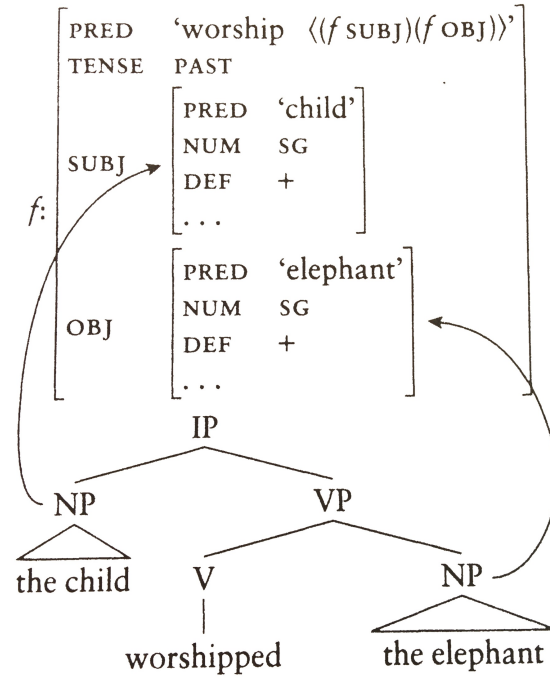 PRED ‘worship ⟨(f SUBJ)(f OBJ)⟩’
TENSE PAST
PRED ‘child’
NUM SG
SUBJ
DEF +
f:
...
PRED ‘elephant’
NUM SG
OBJ
DEF +
...
IP
NP VP
the child V NP
worshipped the elephant